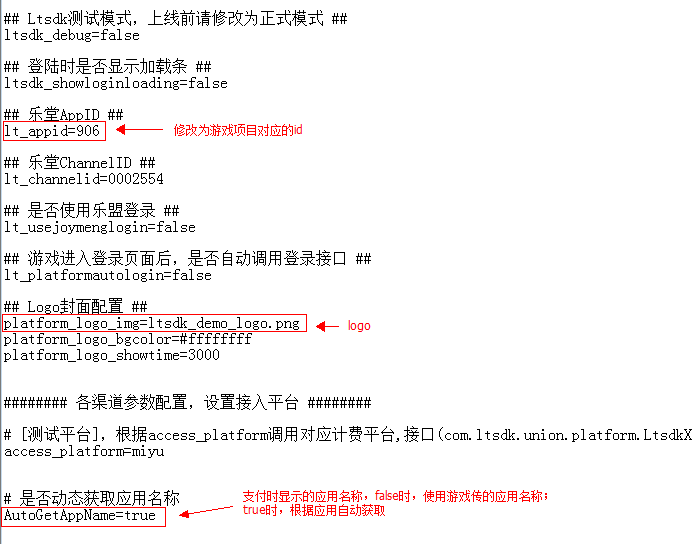 ## Ltsdk测试模式，上线前请修改为正式模式 ##
ltsdk_debug=false
## 登陆时是否显示加载条 ##
ltsdk_showloginloading=false
## 乐堂AppID ##
lt_appid=906
修改为游戏项目对应的id
## 乐堂ChannelID ##
lt_channelid=0002554
## 是否使用乐盟登录 ##
lt_usejoymenglogin=false
## 游戏进入登录页面后，是否自动调用登录接口 ##
lt_platformautologin=false
## Logo封面配置 ##
platform_logo_img=ltsdk_demo_logo.png
logo
platform_logo_bgcolor=#ffffffff
platform_logo_showtime=3000
######## 各渠道参数配置，设置接入平台 ########
# [测试平台]，根据access_platform调用对应计费平台,接口(com.ltsdk.union.platform.LtsdkX
access_platform=miyu
# 是否动态获取应用名称
AutoGetAppName=true
支付时显示的应用名称，false时，使用游戏传的应用名称；
true时，根据应用自动获取